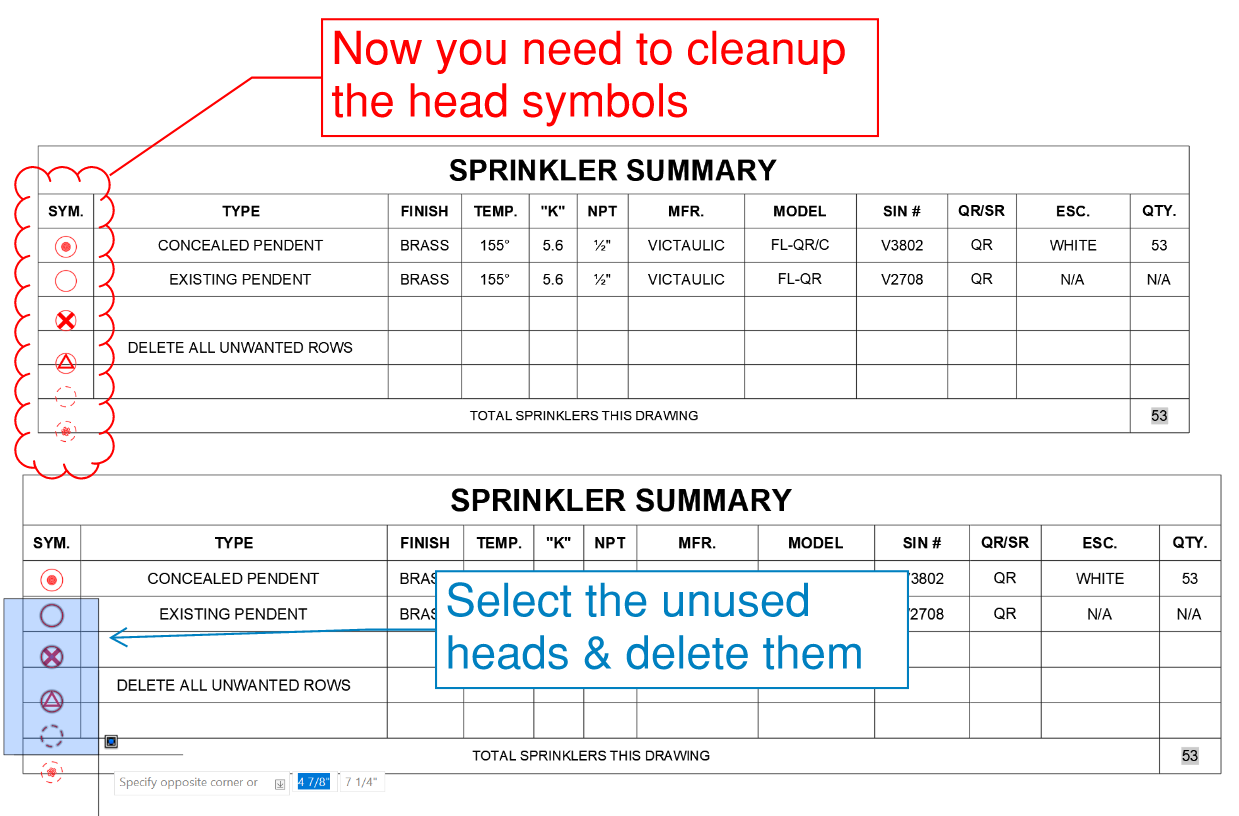 Now you need to cleanup
the head symbols
SPRINKLER SUMMARY
SYM. TYPE FINISH TEMP. "K" NPT MFR. MODEL SIN # QR/SR ESC. QTY.
CONCEALED PENDENT BRASS 155° 5.6 ½" VICTAULIC FL-QR/C V3802 QR WHITE 53
EXISTING PENDENT BRASS 155° 5.6 ½" VICTAULIC FL-QR V2708 QR N/A N/A
DELETE ALL UNWANTED ROWS
TOTAL SPRINKLERS THIS DRAWING 53
SPRINKLER SUMMARY
SYM. TYPE FINISH TEMP. "K" NPT MFR. MODEL SIN # QR/SR ESC. QTY.
CONCEALED PENDENT BRAS 3802 QR WHITE 53
Select the unused
heads & delete them
EXISTING PENDENT BRAS 2708 QR N/A N/A
DELETE ALL UNWANTED ROWS
TOTAL SPRINKLERS THIS DRAWING 53
Specify opposite corner or 4 7/8" 7 1/4"